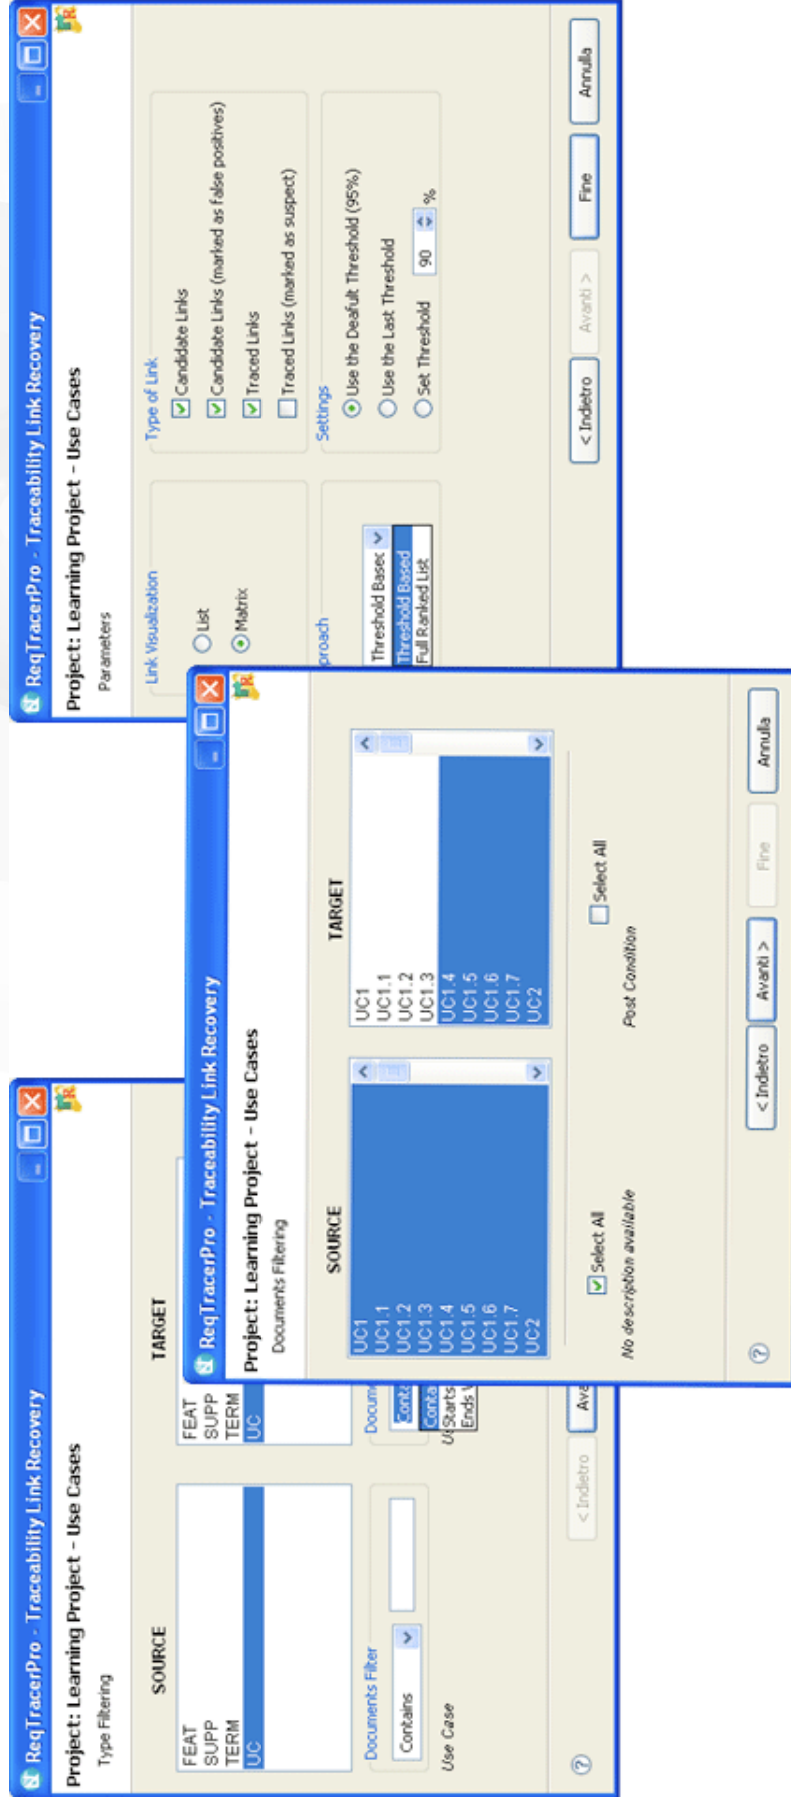 ReqTracerPro - Traceability Link Recovery
Project: Learning Project - Use Cases
Type Filtering
SOURCE
TARGET
FEAT
SUPP
TERM
UC
FEAT
SUPP
TERM
UC
Documents Filter
Contains
Use Case
< Indietro
ReqTracerPro - Traceability Link Recovery
Project: Learning Project - Use Cases
Documents Filtering
SOURCE
TARGET
UC1
UC1.1
UC1.2
UC1.3
UC1.4
UC1.5
UC1.6
UC1.7
UC2
UC1
UC1.1
UC1.2
UC1.3
UC1.4
UC1.5
UC1.6
UC1.7
UC2
Select All
Select All
No description available
Post Condition
< Indietro
Avanti >
Fine
Annulla
ReqTracerPro - Traceability Link Recovery
Project: Learning Project - Use Cases
Parameters
Link Visualization
List
Matrix
Type of Link
Candidate Links
Candidate Links (marked as false positives)
Traced Links
Traced Links (marked as suspect)
proach
Threshold Based
Threshold Based
Full Ranked List
Settings
Use the Deafult Threshold (95%)
Use the Last Threshold
Set Threshold 90 %
< Indietro
Avanti >
Fine
Annulla